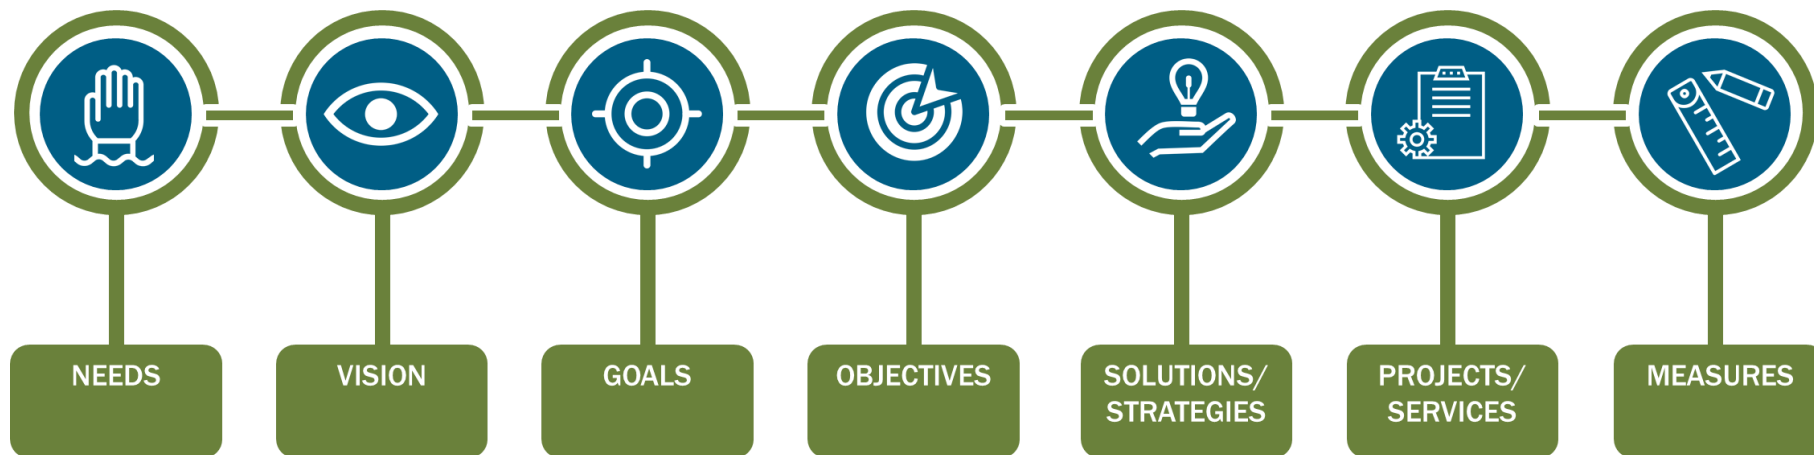 NEEDS
VISION
GOALS
OBJECTIVES
SOLUTIONS/
STRATEGIES
PROJECTS/
SERVICES
MEASURES